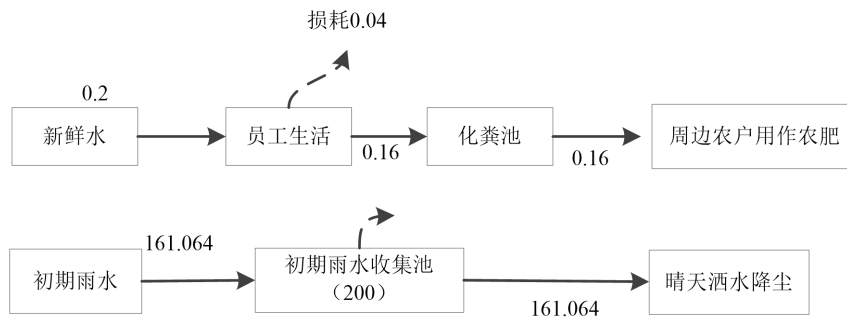 损耗0.04
0.2
新鲜水
员工生活
0.16
化粪池
0.16
周边农户用作农肥
初期雨水
161.064
初期雨水收集池
（200）
161.064
晴天洒水降尘